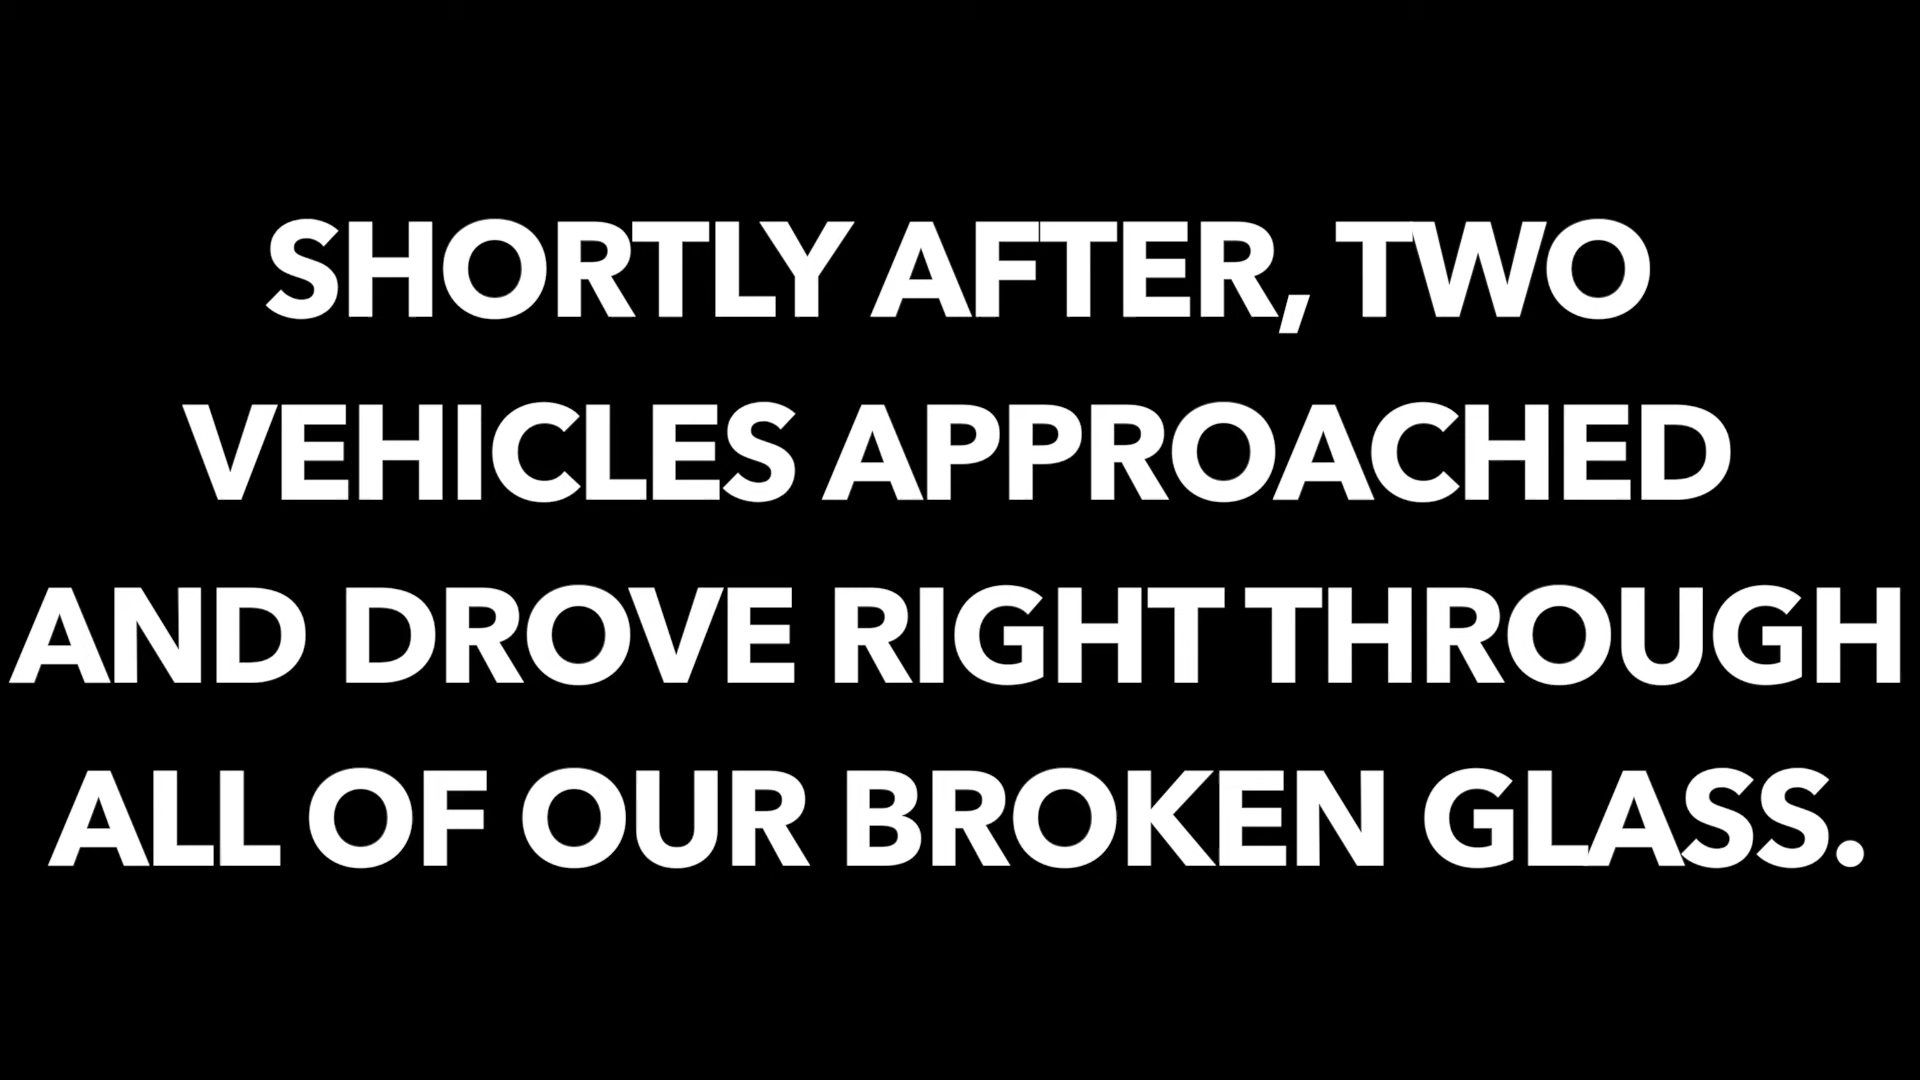 SHORTLY AFTER, TWO
VEHICLES APPROACHED
AND DROVE RIGHT THROUGH
ALL OF OUR BROKEN GLASS.